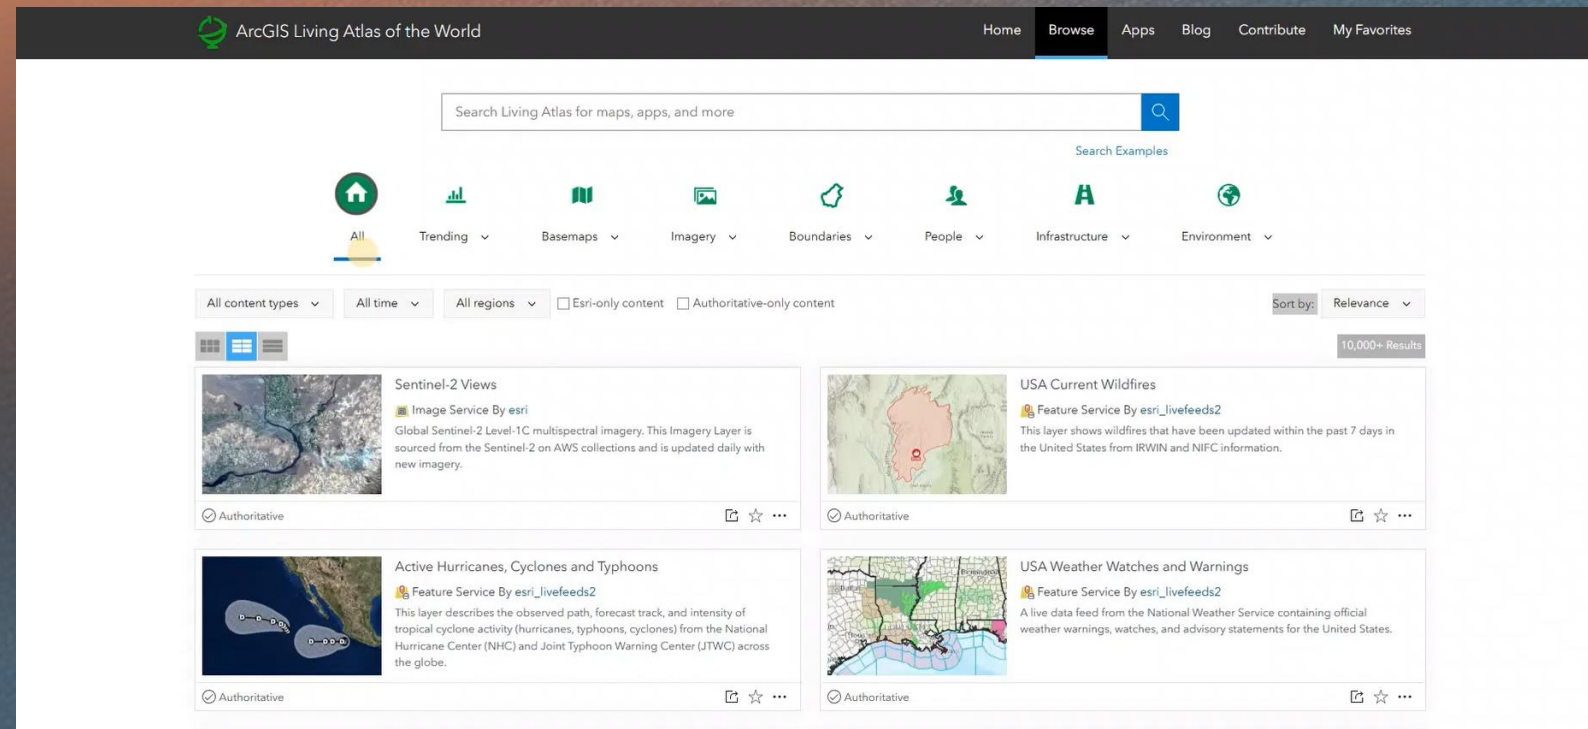 ArcGIS Living Atlas of the World
Home Browse Apps Blog Contribute My Favorites
Search Living Atlas for maps, apps, and more
Search Examples
All Trending Basemaps Imagery Boundaries People Infrastructure Environment
All content types All time All regions Esri-only content Authoritative-only content Sort by: Relevance
10,000+ Results
Sentinel-2 Views
Image Service By esri
Global Sentinel-2 Level-1C multispectral imagery. This Imagery Layer is
sourced from the Sentinel-2 on AWS collections and is updated daily with
new imagery.
Authoritative
USA Current Wildfires
Feature Service By esri_livefeeds2
This layer shows wildfires that have been updated within the past 7 days in
the United States from IRWIN and NIFC information.
Authoritative
Active Hurricanes, Cyclones and Typhoons
Feature Service By esri_livefeeds2
This layer describes the observed path, forecast track, and intensity of
tropical cyclone activity (hurricanes, typhoons, cyclones) from the National
Hurricane Center (NHC) and Joint Typhoon Warning Center (JTWC) across
the globe.
Authoritative
USA Weather Watches and Warnings
Feature Service By esri_livefeeds2
A live data feed from the National Weather Service containing official
weather warnings, watches, and advisory statements for the United States.
Authoritative